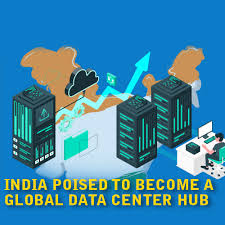 INDIA POISED TO BECOME A
GLOBAL DATA CENTER HUB